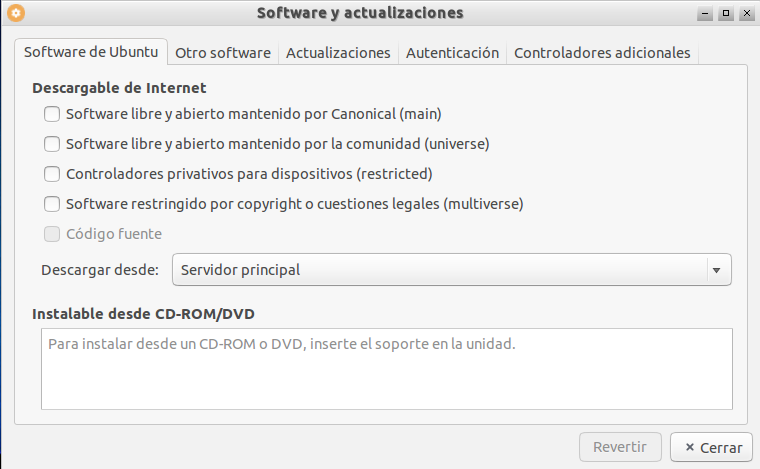 Software y actualizaciones
Software de Ubuntu
Otro software
Actualizaciones
Autenticación
Controladores adicionales
Descargable de Internet
Software libre y abierto mantenido por Canonical (main)
Software libre y abierto mantenido por la comunidad (universe)
Controladores privativos para dispositivos (restricted)
Software restringido por copyright o cuestiones legales (multiverse)
Código fuente
Descargar desde: Servidor principal
Instalable desde CD-ROM/DVD
Para instalar desde un CD-ROM o DVD, inserte el soporte en la unidad.
Revertir
Cerrar